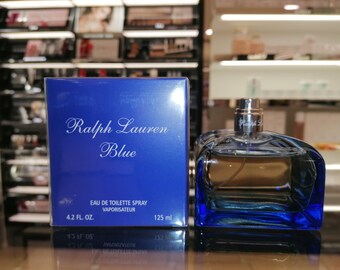 Ralph Lauren
Blue
EAU DE TOILETTE SPRAY
VAPORISATEUR
4.2 FL. OZ. 125 ml